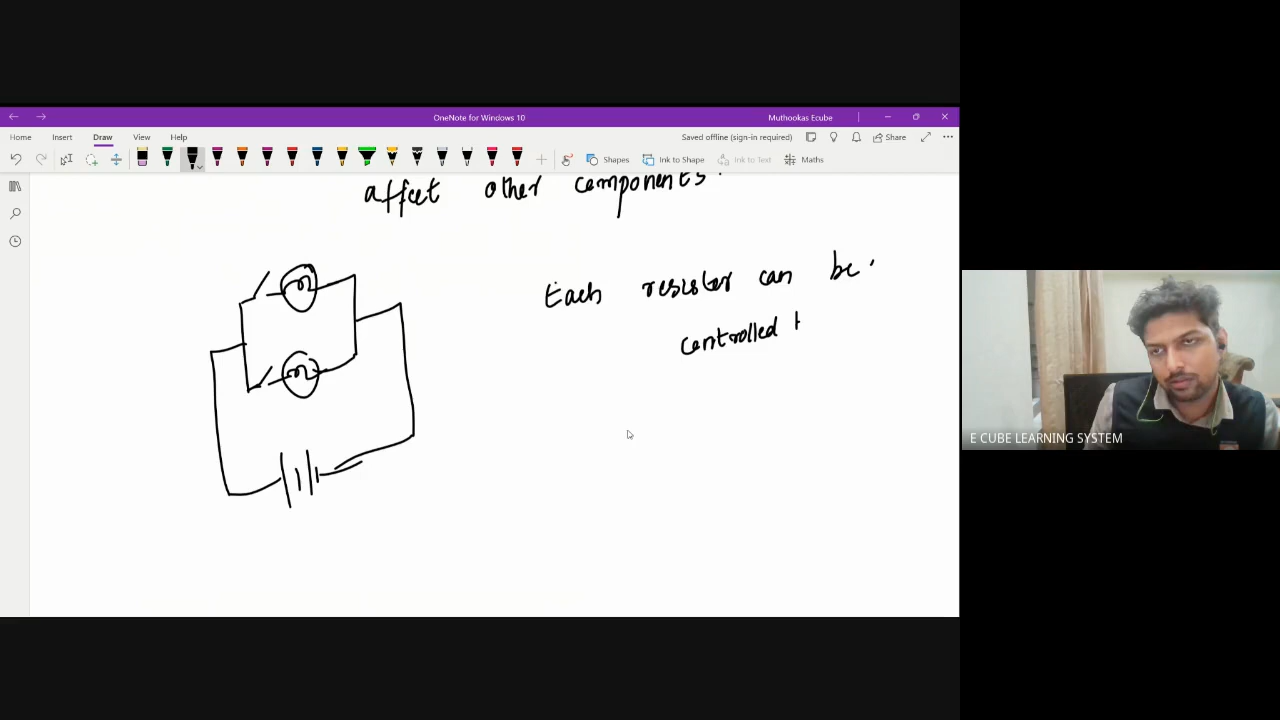 OneNote for Windows 10
Muthookas Ecube
Home Insert Draw View Help
Saved offline (sign-in required)
Share
Shapes
Ink to Shape
Ink to Text
Maths
affect other components.
Each resistor can be
controlled
E CUBE LEARNING SYSTEM